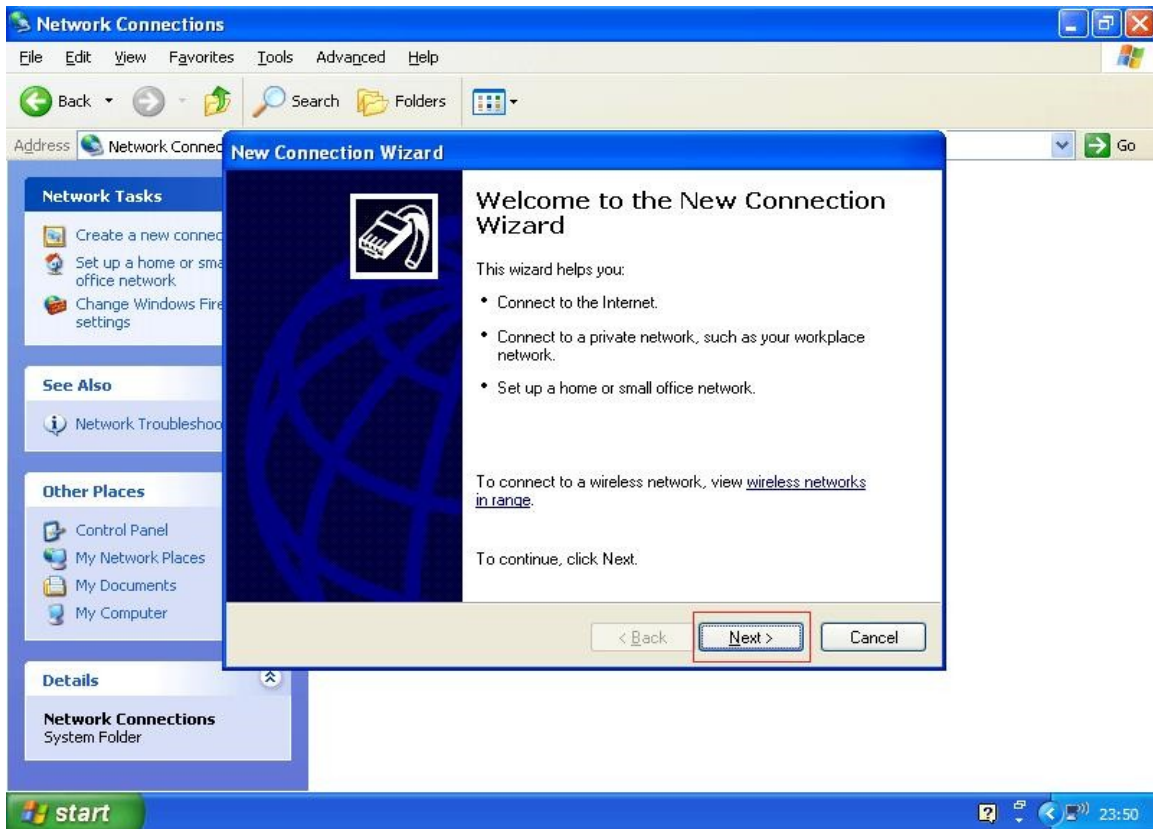 Network Connections
File Edit View Favorites Tools Advanced Help
Back Search Folders
Address Network Connec Go
New Connection Wizard
Network Tasks
Create a new connec
Set up a home or sma
office network
Change Windows Fire
settings
See Also
Network Troubleshoo
Other Places
Control Panel
My Network Places
My Documents
My Computer
Details
Network Connections
System Folder
Welcome to the New Connection
Wizard
This wizard helps you:
• Connect to the Internet.
• Connect to a private network, such as your workplace
network.
• Set up a home or small office network.
To connect to a wireless network, view wireless networks
in range.
To continue, click Next.
< Back Next > Cancel
start 23:50